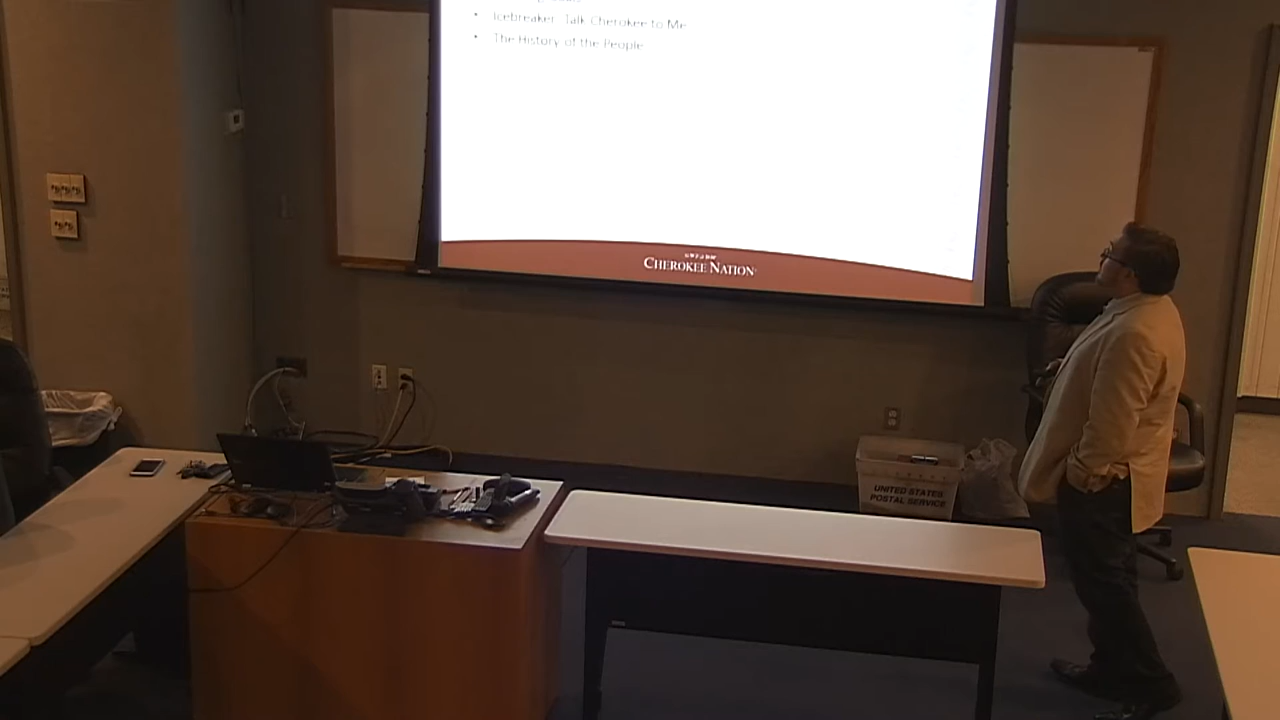 • Icebreaker: Talk Cherokee to Me
• The History of the People
CHEROKEE NATION
UNITED STATES
POSTAL SERVICE